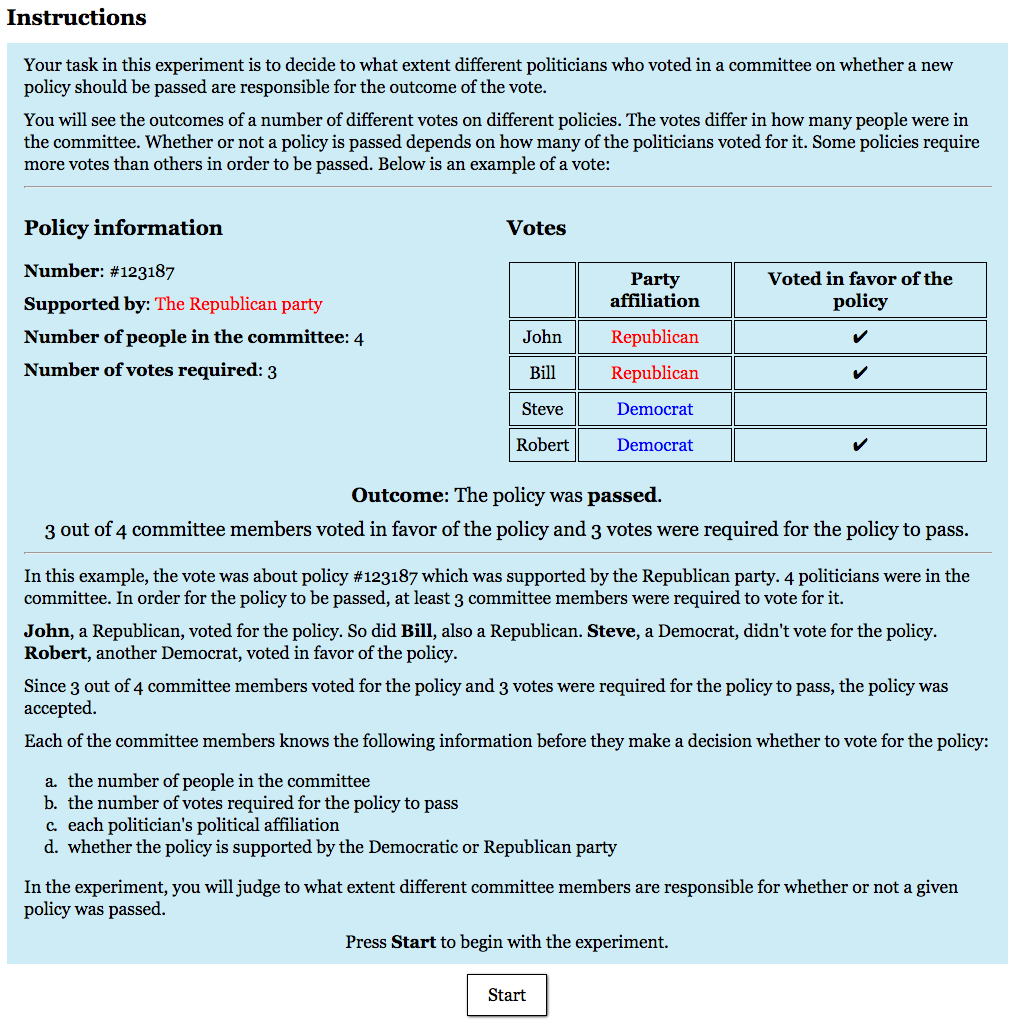 Instructions
Your task in this experiment is to decide to what extent different politicians who voted in a committee on whether a new
policy should be passed are responsible for the outcome of the vote.
You will see the outcomes of a number of different votes on different policies. The votes differ in how many people were in
the committee. Whether or not a policy is passed depends on how many of the politicians voted for it. Some policies require
more votes than others in order to be passed. Below is an example of a vote:
Policy information
Number: #123187
Supported by: The Republican party
Number of people in the committee: 4
Number of votes required: 3
Votes
Party affiliation
Voted in favor of the policy
John Republican ✔
Bill Republican ✔
Steve Democrat
Robert Democrat ✔
Outcome: The policy was passed.
3 out of 4 committee members voted in favor of the policy and 3 votes were required for the policy to pass.
In this example, the vote was about policy #123187 which was supported by the Republican party. 4 politicians were in the
committee. In order for the policy to be passed, at least 3 committee members were required to vote for it.
John, a Republican, voted for the policy. So did Bill, also a Republican. Steve, a Democrat, didn't vote for the policy.
Robert, another Democrat, voted in favor of the policy.
Since 3 out of 4 committee members voted for the policy and 3 votes were required for the policy to pass, the policy was
accepted.
Each of the committee members knows the following information before they make a decision whether to vote for the policy:
a. the number of people in the committee
b. the number of votes required for the policy to pass
c. each politician's political affiliation
d. whether the policy is supported by the Democratic or Republican party
In the experiment, you will judge to what extent different committee members are responsible for whether or not a given
policy was passed.
Press Start to begin with the experiment.
Start